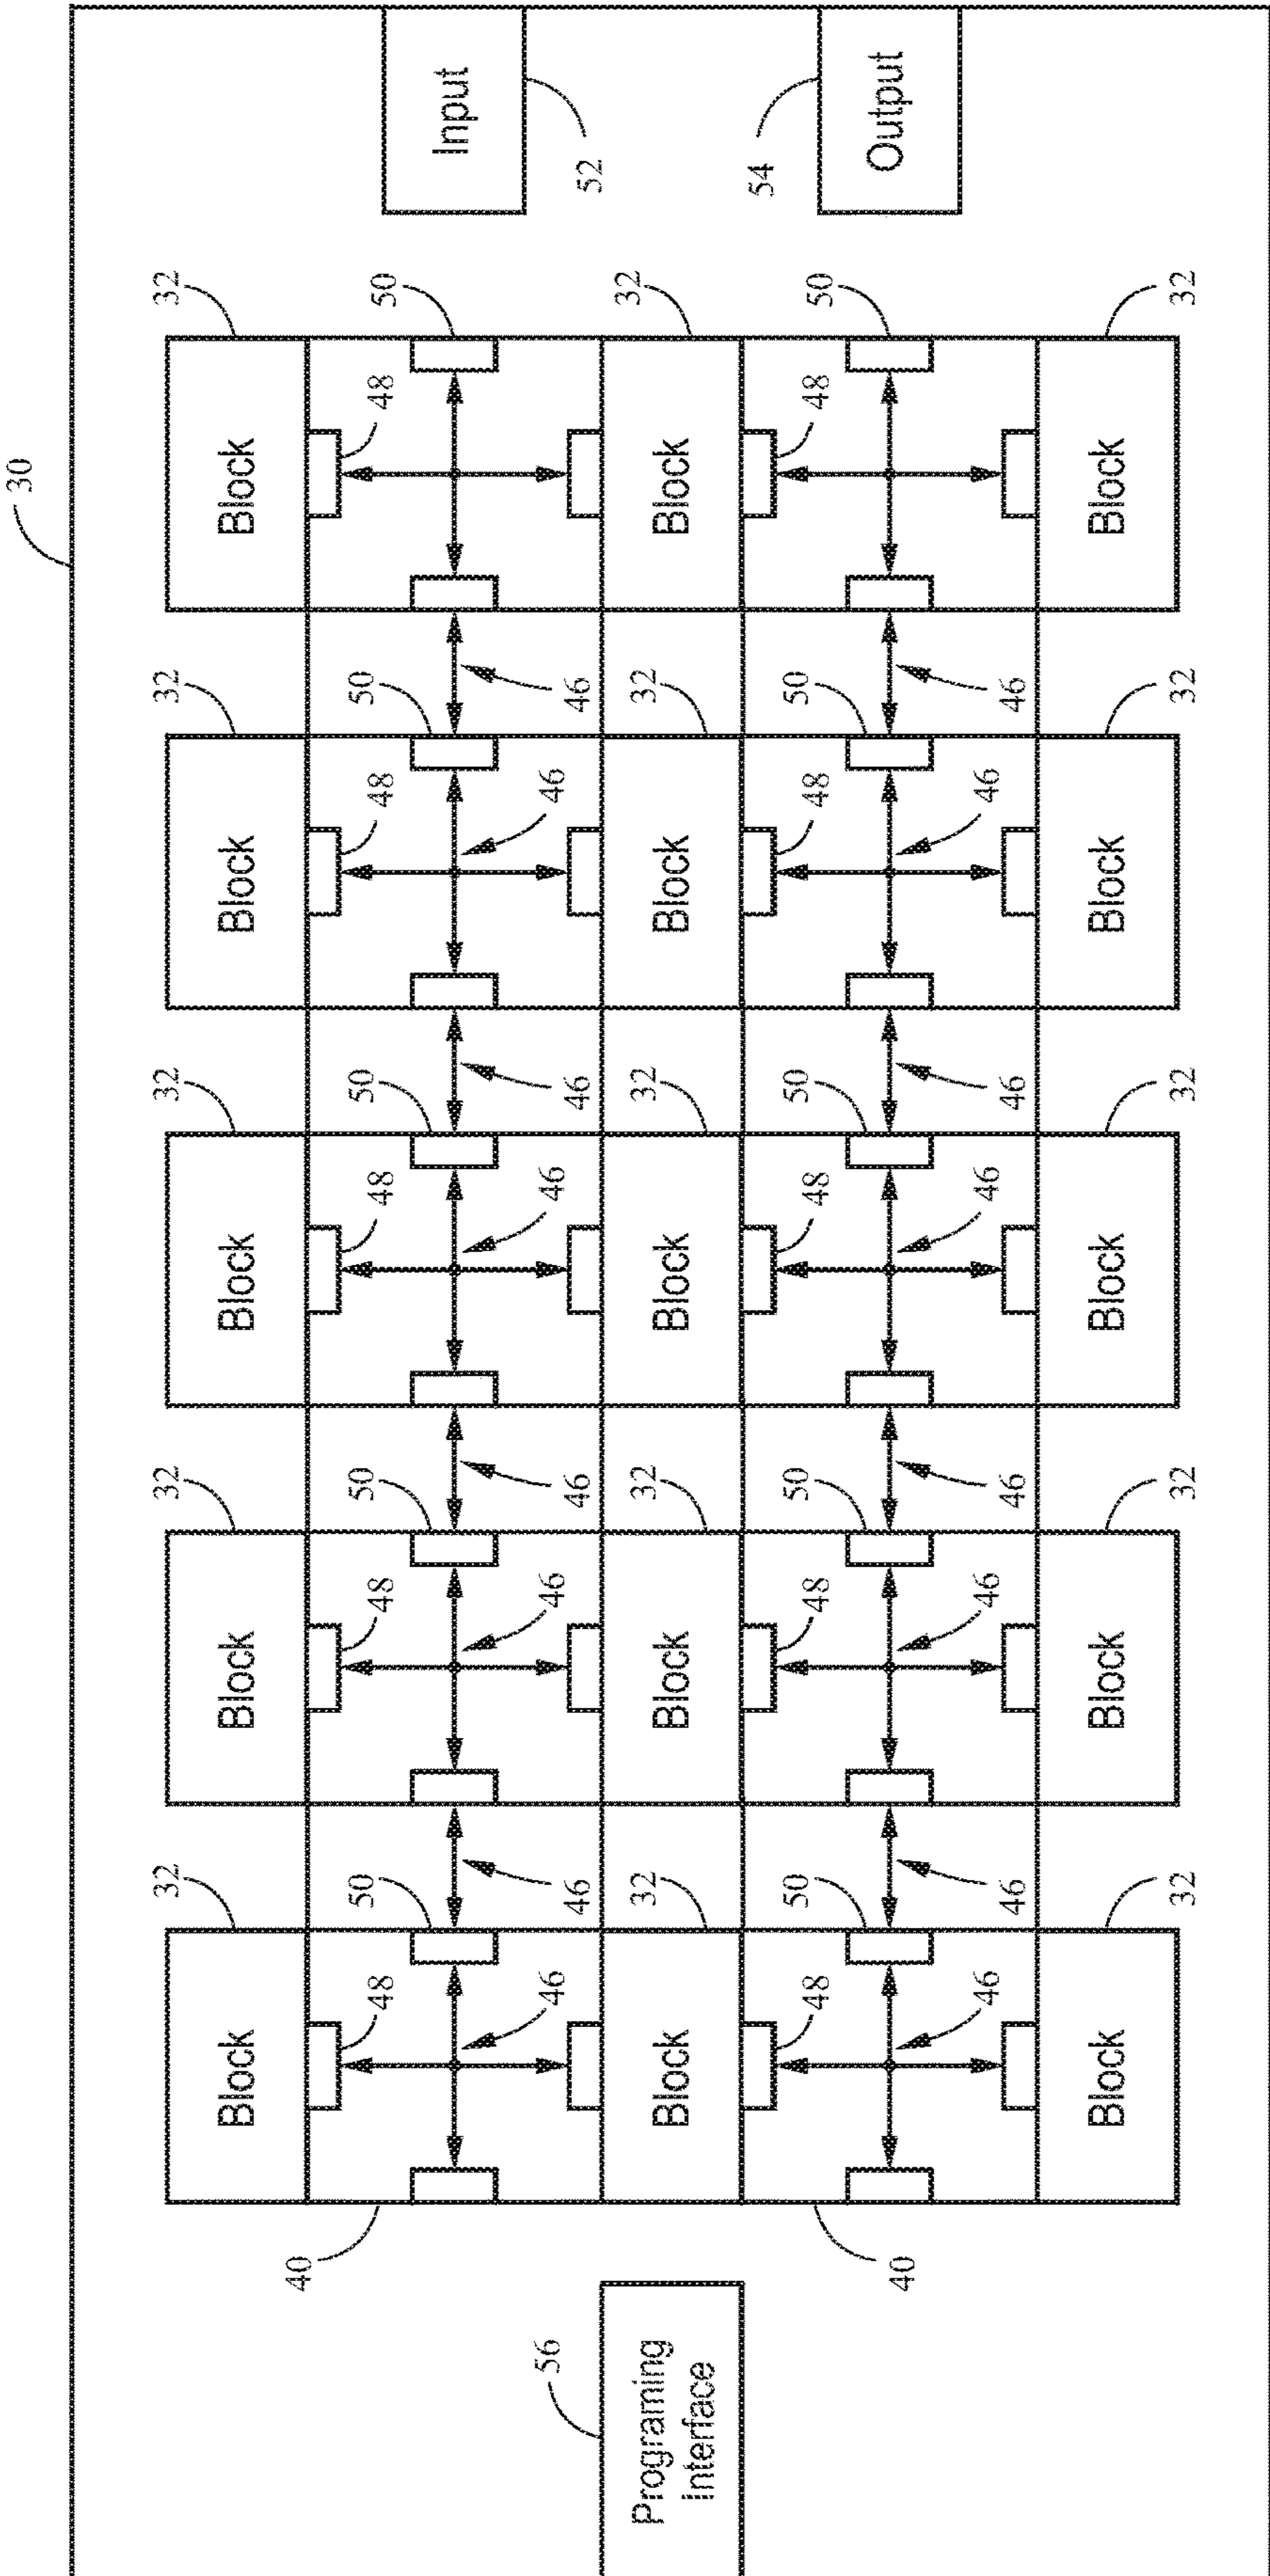 30
32 32 32 32 32
Block Block Block Block Block
40
48 50 48 50 48 50 48 50 48 50
Input
56
46 46 46 46 46 46 46 46
52
32 32 32 32 32
Programing
Interface
Block Block Block Block Block
54
48 50 48 50 48 50 48 50 48 50
Output
40
46 46 46 46 46 46 46 46
Block Block Block Block Block
32 32 32 32 32